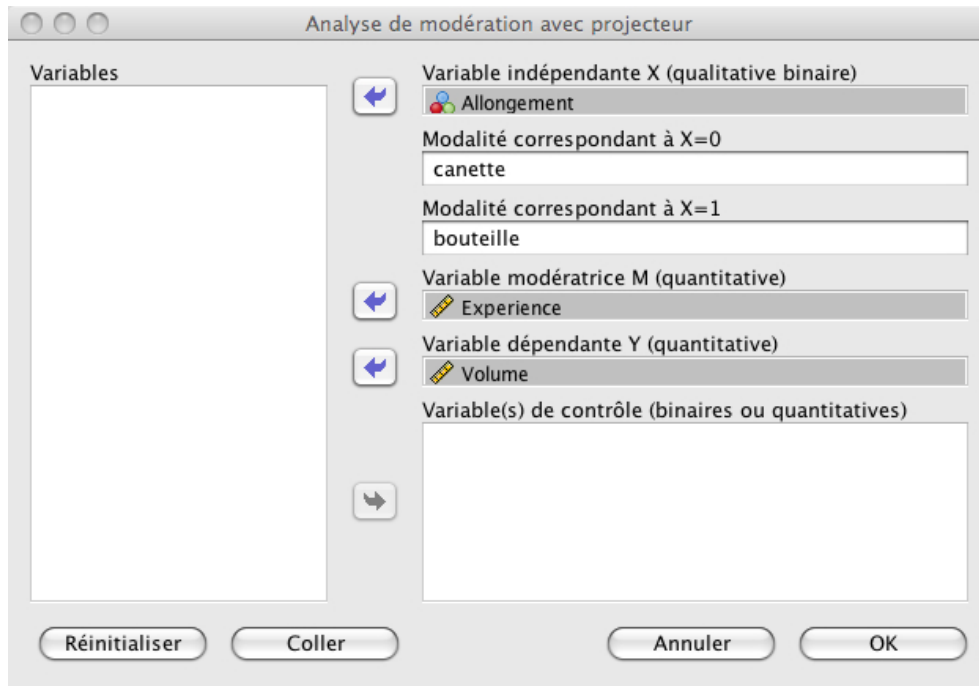 Analyse de modération avec projecteur
Variables
Variable indépendante X (qualitative binaire)
Allongement
Modalité correspondant à X=0
canette
Modalité correspondant à X=1
bouteille
Variable modératrice M (quantitative)
Experience
Variable dépendante Y (quantitative)
Volume
Variable(s) de contrôle (binaires ou quantitatives)
Réinitialiser
Coller
Annuler
OK